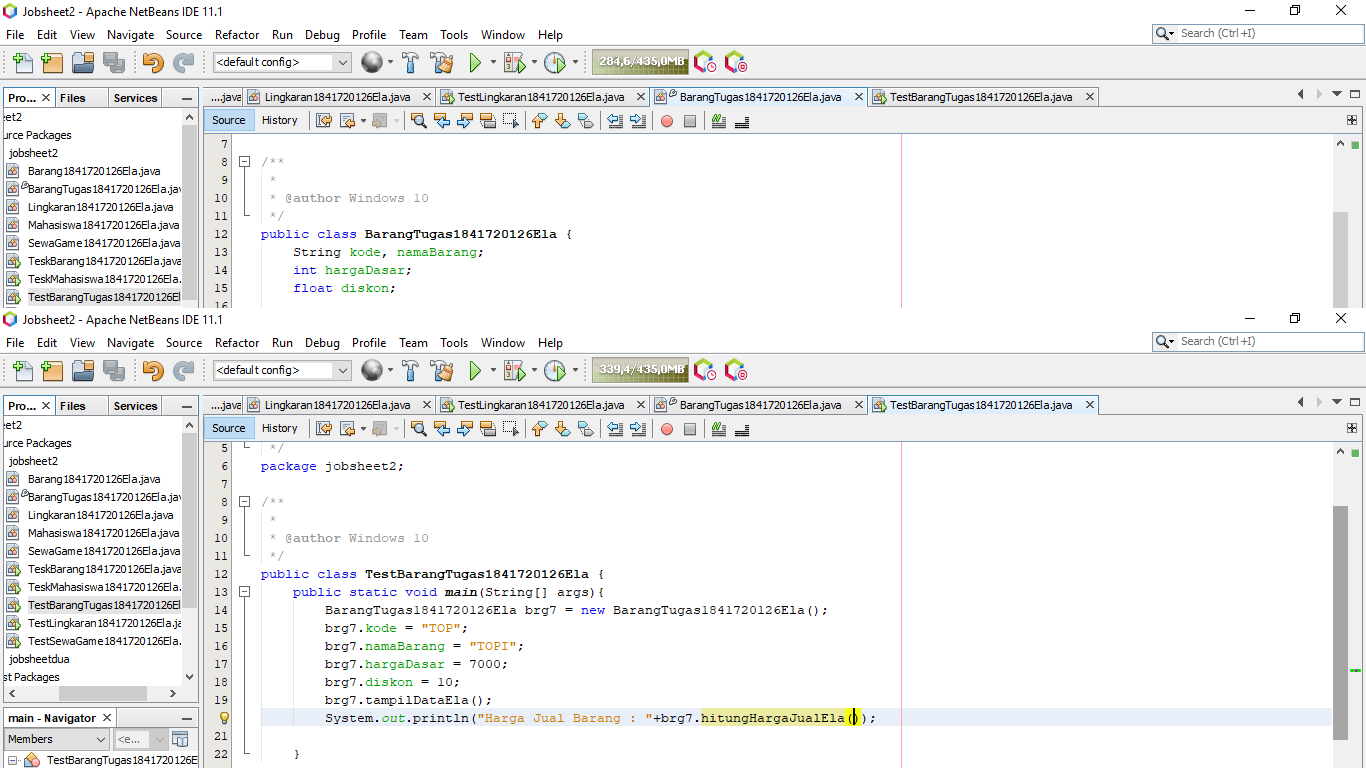 Jobsheet2 - Apache NetBeans IDE 11.1
File Edit View Navigate Source Refactor Run Debug Profile Team Tools Window Help
Search (Ctrl+I)
<default config>
284,6/435,0MB
Pro... Files Services
....java Lingkaran1841720126Ela.java TestLingkaran1841720126Ela.java BarangTugas1841720126Ela.java TestBarangTugas1841720126Ela.java
Source History
et2
urce Packages
jobsheet2
Barang1841720126Ela.java
BarangTugas1841720126Ela.jav
Lingkaran1841720126Ela.java
Mahasiswa1841720126Ela.java
SewaGame1841720126Ela.java
TeskBarang1841720126Ela.java
TeskMahasiswa1841720126Ela.
TestBarangTugas1841720126El
7
8 /**
9 *
10 * @author Windows 10
11 */
12 public class BarangTugas1841720126Ela {
13 String kode, namaBarang;
14 int hargaDasar;
15 float diskon;
16
Jobsheet2 - Apache NetBeans IDE 11.1
File Edit View Navigate Source Refactor Run Debug Profile Team Tools Window Help
Search (Ctrl+I)
<default config>
339,4/435,0MB
Pro... Files Services
....java Lingkaran1841720126Ela.java TestLingkaran1841720126Ela.java BarangTugas1841720126Ela.java TestBarangTugas1841720126Ela.java
Source History
et2
urce Packages
jobsheet2
Barang1841720126Ela.java
BarangTugas1841720126Ela.jav
Lingkaran1841720126Ela.java
Mahasiswa1841720126Ela.java
SewaGame1841720126Ela.java
TeskBarang1841720126Ela.java
TeskMahasiswa1841720126Ela.
TestBarangTugas1841720126El
TestLingkaran1841720126Ela.ja
TestSewaGame1841720126Ela.
jobsheetdua
st Packages
main - Navigator
Members <e...
TestBarangTugas1841720126E
5 */
6 package jobsheet2;
7
8 /**
9 *
10 * @author Windows 10
11 */
12 public class TestBarangTugas1841720126Ela {
13 public static void main(String[] args){
14 BarangTugas1841720126Ela brg7 = new BarangTugas1841720126Ela();
15 brg7.kode = "TOP";
16 brg7.namaBarang = "TOPI";
17 brg7.hargaDasar = 7000;
18 brg7.diskon = 10;
19 brg7.tampilDataEla();
System.out.println("Harga Jual Barang : "+brg7.hitungHargaJualEla());
21
22 }